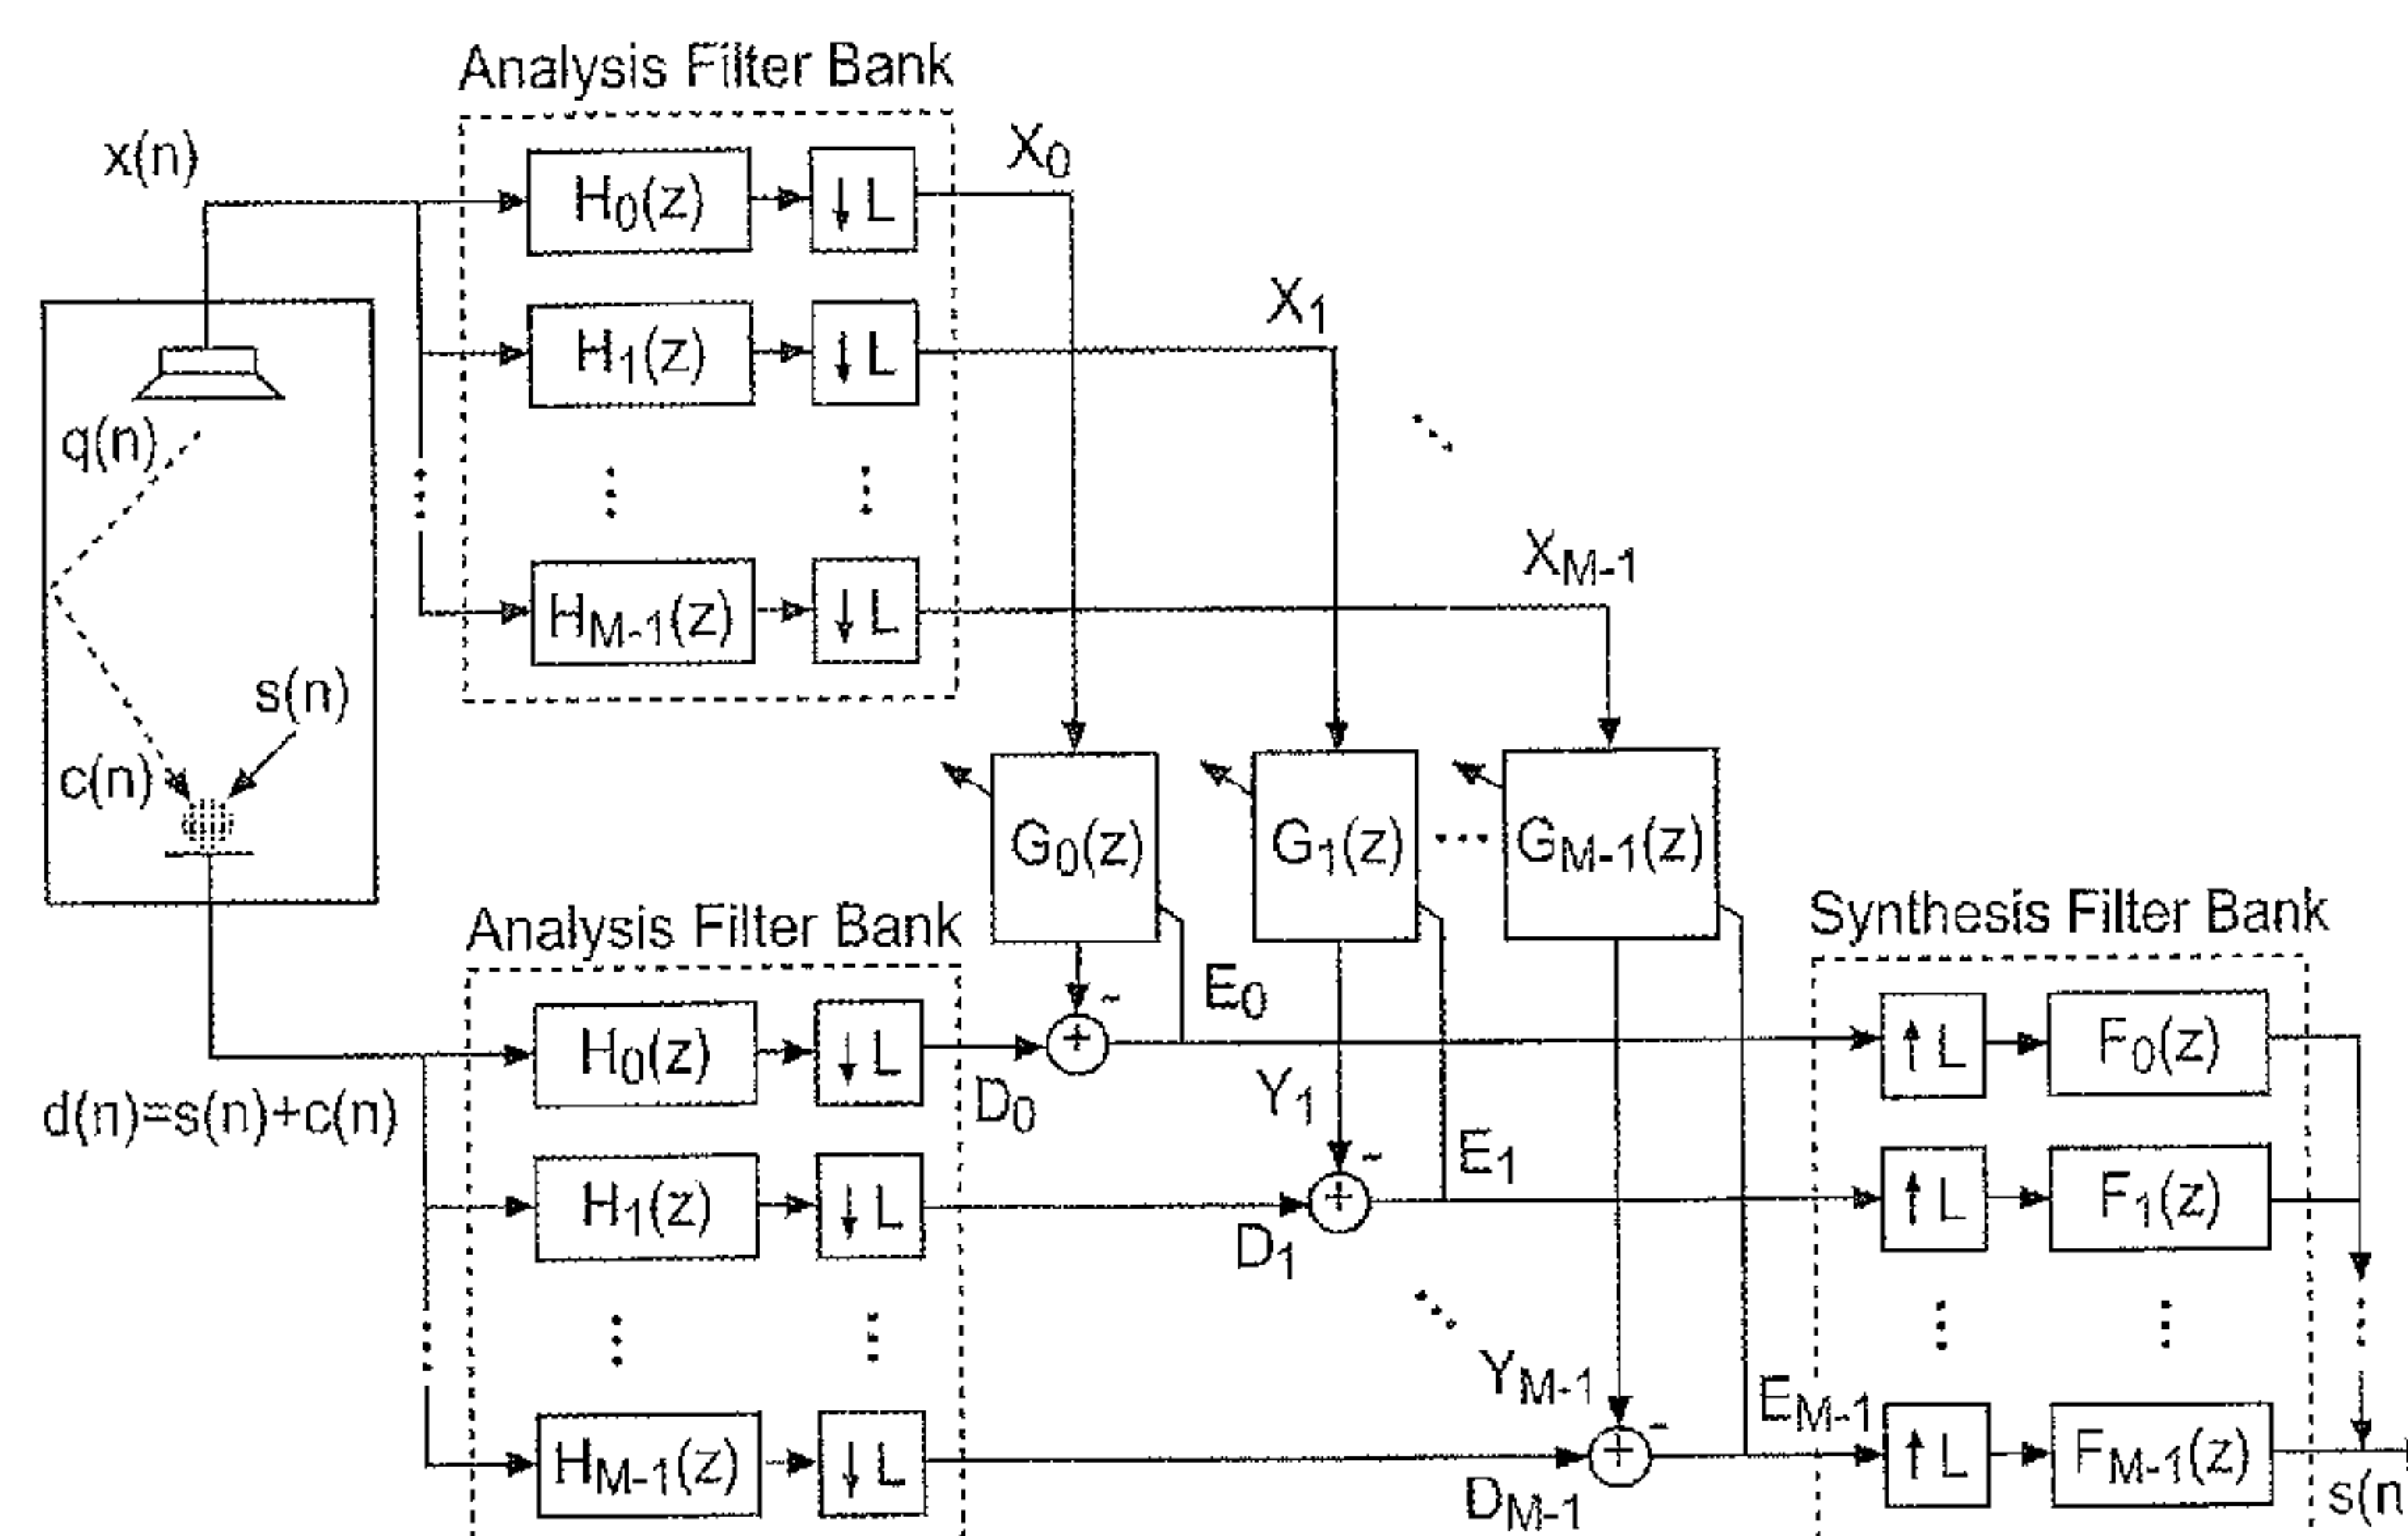 Analysis Filter Bank
x(n)
H0(z)
↓ L
X0
H1(z)
↓ L
X1
q(n)
HM-1(z)
↓ L
XM-1
s(n)
c(n)
G0(z)
G1(z)
GM-1(z)
Analysis Filter Bank
Synthesis Filter Bank
H0(z)
↓ L
D0
+
-
E0
↑ L
F0(z)
d(n)=s(n)+c(n)
Y1
H1(z)
↓ L
D1
+
-
E1
↑ L
F1(z)
YM-1
HM-1(z)
↓ L
DM-1
+
-
EM-1
↑ L
FM-1(z)
s(n